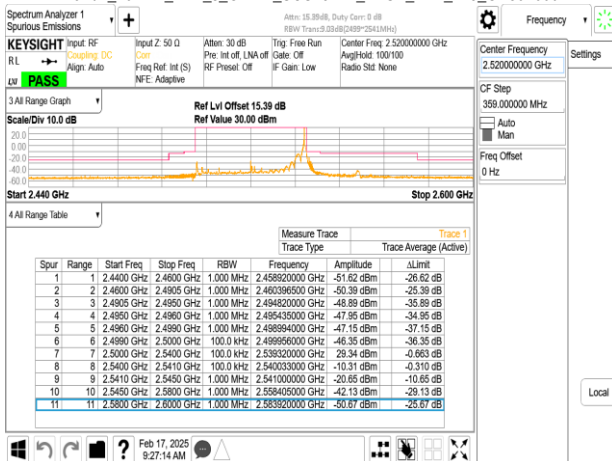 Spectrum Analyzer 1
Spurious Emissions
Attn: 15.39dB, Duty Corr: 0 dB
RBW Trans:9.03dB(2499~2541MHz)
Frequency
KEYSIGHT
RL
PASS
Input: RF
Coupling: DC
Align: Auto
Input Z: 50 Ω
Corr
Freq Ref: Int (S)
NFE: Adaptive
Atten: 30 dB
Pre: Int off, LNA off
RF Preset: Off
Trig: Free Run
Gate: Off
IF Gain: Low
Center Freq: 2.520000000 GHz
Avg|Hold: 100/100
Radio Std: None
Center Frequency
2.520000000 GHz
Settings
CF Step
359.000000 MHz
Auto
Man
Freq Offset
0 Hz
3 All Range Graph
Ref Lvl Offset 15.39 dB
Scale/Div 10.0 dB
Ref Value 30.00 dBm
20.0
0.00
-20.0
-40.0
-60.0
Start 2.440 GHz
Stop 2.600 GHz
4 All Range Table
Measure Trace Trace 1
Trace Type Trace Average (Active)
Spur Range Start Freq Stop Freq RBW Frequency Amplitude ΔLimit
1 1 2.4400 GHz 2.4600 GHz 1.000 MHz 2.458920000 GHz -51.62 dBm -26.62 dB
2 2 2.4600 GHz 2.4905 GHz 1.000 MHz 2.460396500 GHz -50.39 dBm -25.39 dB
3 3 2.4905 GHz 2.4950 GHz 1.000 MHz 2.494820000 GHz -48.89 dBm -35.89 dB
4 4 2.4950 GHz 2.4960 GHz 1.000 MHz 2.495435000 GHz -47.95 dBm -34.95 dB
5 5 2.4960 GHz 2.4990 GHz 1.000 MHz 2.498994000 GHz -47.15 dBm -37.15 dB
6 6 2.4990 GHz 2.5000 GHz 100.0 kHz 2.499956000 GHz -46.35 dBm -36.35 dB
7 7 2.5000 GHz 2.5400 GHz 100.0 kHz 2.539320000 GHz 29.34 dBm -0.663 dB
8 8 2.5400 GHz 2.5410 GHz 100.0 kHz 2.540033000 GHz -10.31 dBm -0.310 dB
9 9 2.5410 GHz 2.5450 GHz 1.000 MHz 2.541000000 GHz -20.65 dBm -10.65 dB
10 10 2.5450 GHz 2.5800 GHz 1.000 MHz 2.558405000 GHz -42.13 dBm -29.13 dB
11 11 2.5800 GHz 2.6000 GHz 1.000 MHz 2.583920000 GHz -50.67 dBm -25.67 dB
Local
Feb 17, 2025
9:27:14 AM